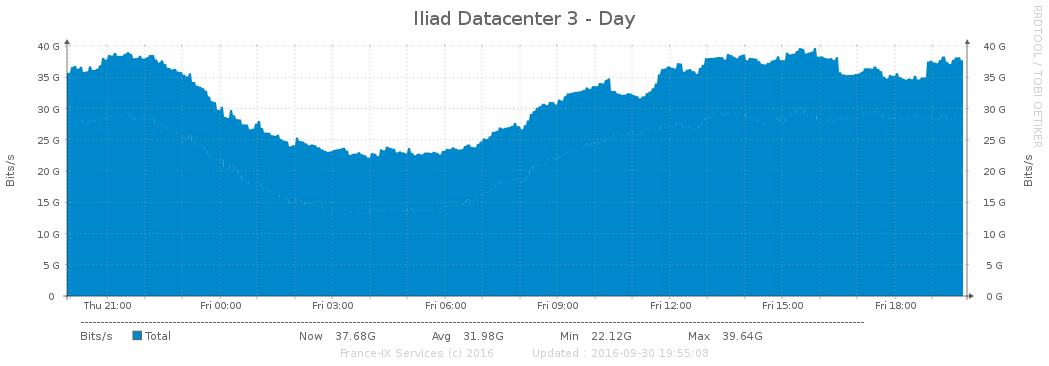 Iliad Datacenter 3 - Day
RRDTOOL / TOBI OETIKER
Bits/s
40 G 40 G
35 G 35 G
30 G 30 G
25 G 25 G
20 G 20 G
15 G 15 G
10 G 10 G
5 G 5 G
0 0 G
Bits/s
Thu 21:00 Fri 00:00 Fri 03:00 Fri 06:00 Fri 09:00 Fri 12:00 Fri 15:00 Fri 18:00
Bits/s Total Now 37.68G Avg 31.98G Min 22.12G Max 39.64G
France-IX Services (c) 2016 Updated : 2016-09-30 19:55:08